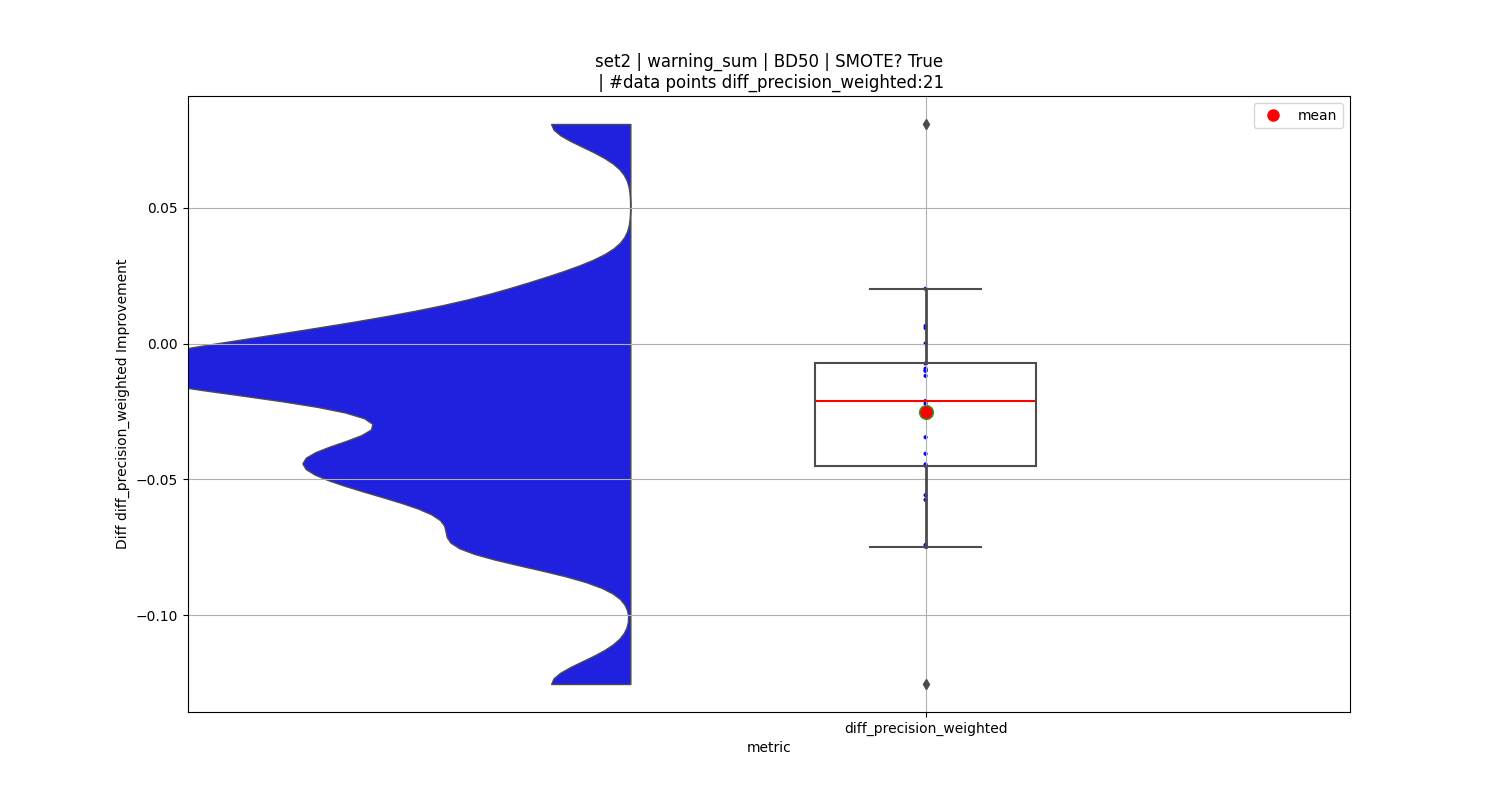 set2 | warning_sum | BD50 | SMOTE? True
| #data points diff_precision_weighted:21
mean
0.05
0.00
−0.05
−0.10
Diff diff_precision_weighted Improvement
diff_precision_weighted
metric